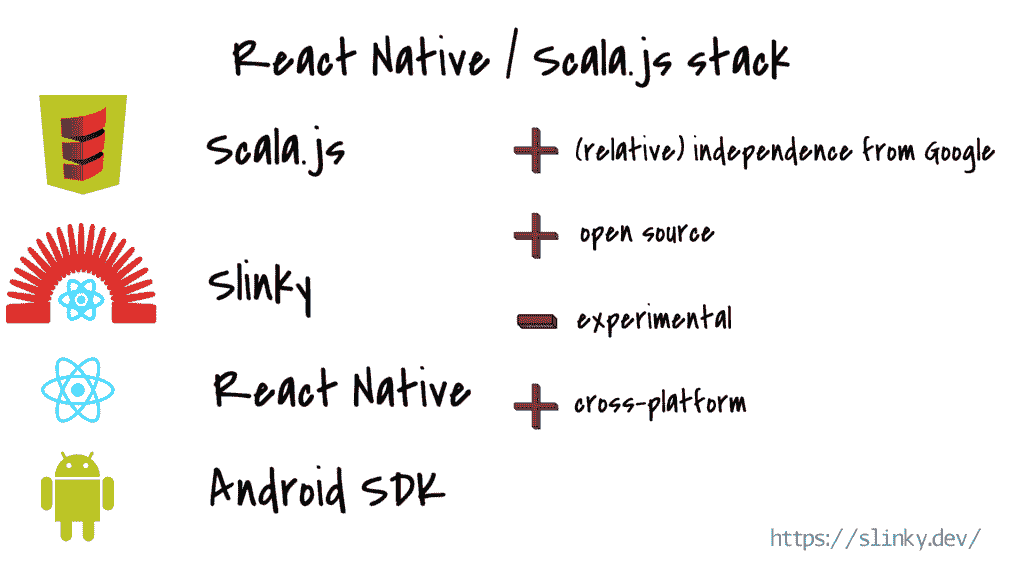 React Native / Scala.js stack
Scala.js
(relative) independence from Google
open source
Slinky
experimental
React Native
cross-platform
Android SDK
https://slinky.dev/